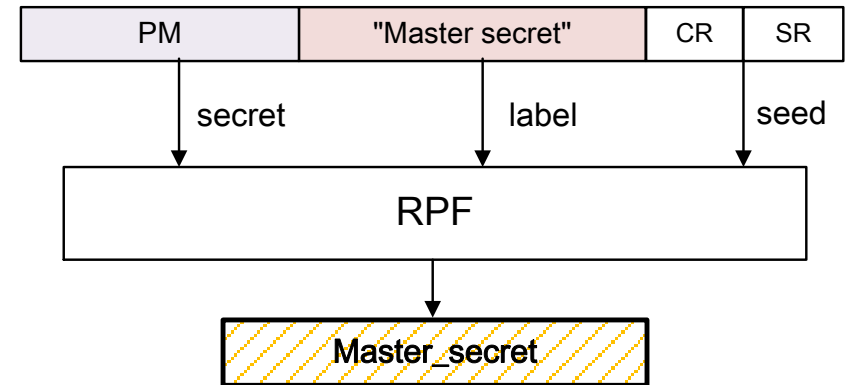 PM "Master secret" CR SR
secret label seed
RPF
Master_secret